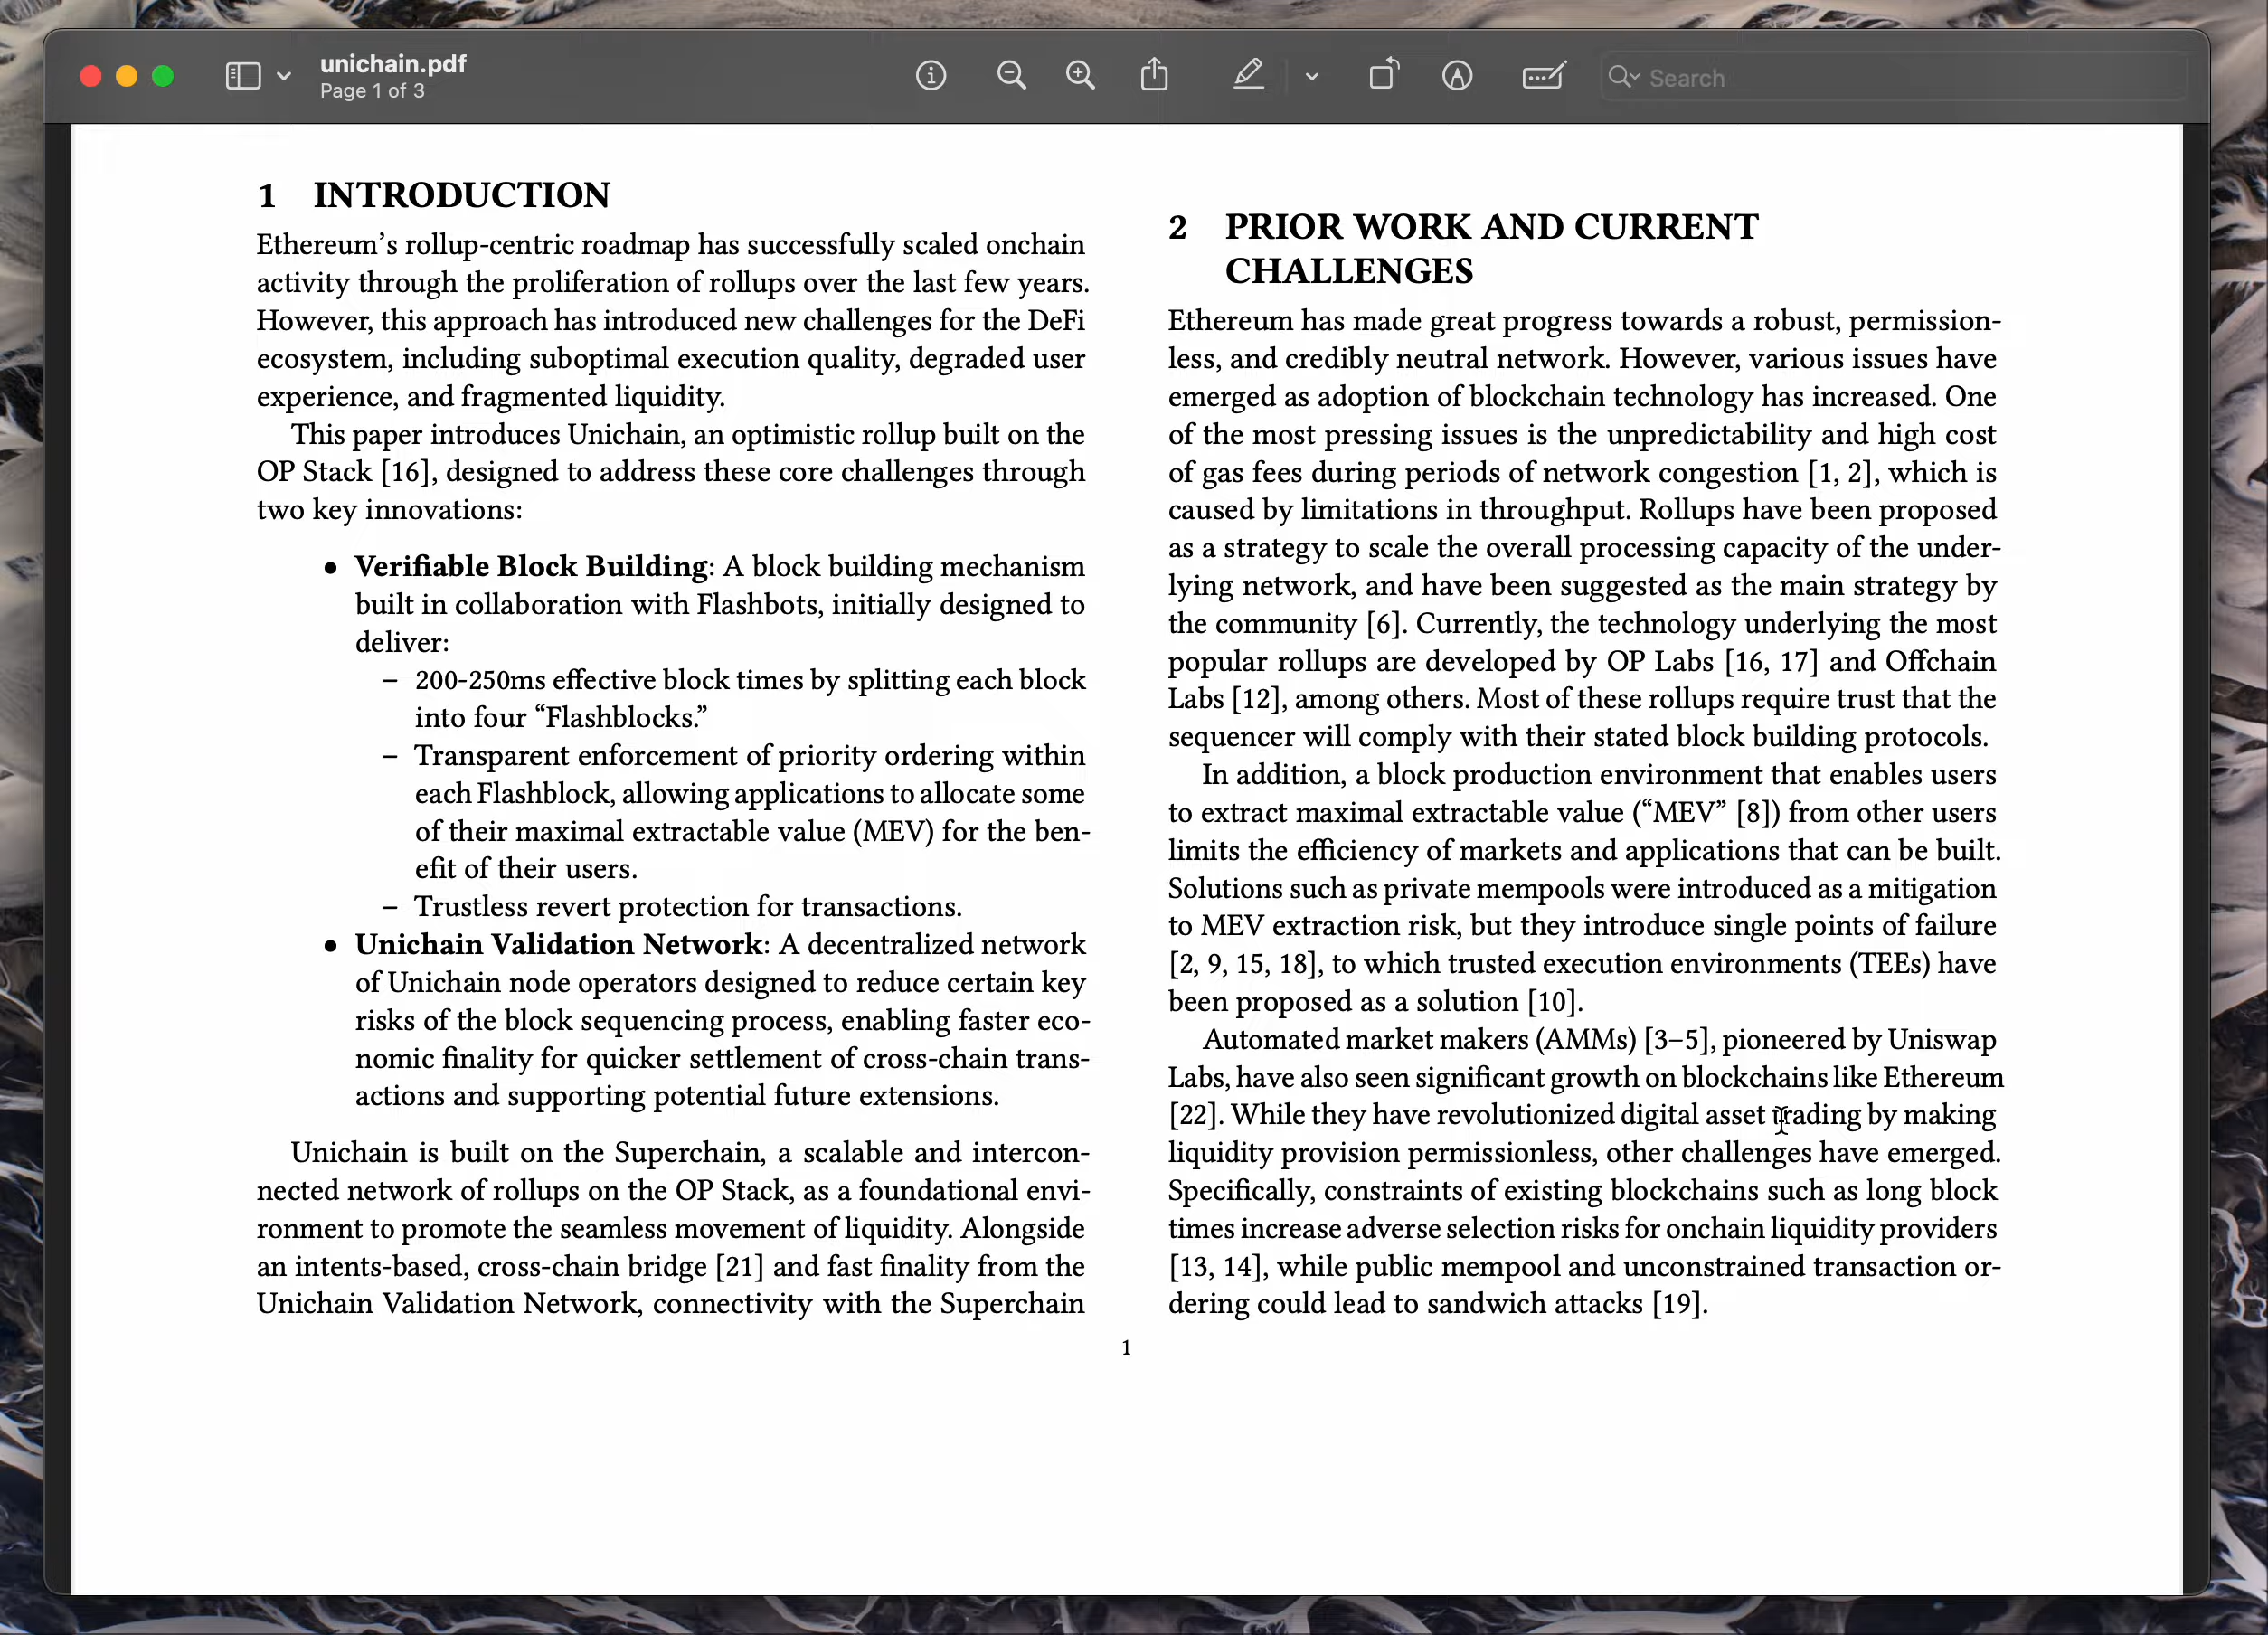 unichain.pdf
Page 1 of 3
Search
1 INTRODUCTION
Ethereum’s rollup-centric roadmap has successfully scaled onchain
activity through the proliferation of rollups over the last few years.
However, this approach has introduced new challenges for the DeFi
ecosystem, including suboptimal execution quality, degraded user
experience, and fragmented liquidity.
This paper introduces Unichain, an optimistic rollup built on the
OP Stack [16], designed to address these core challenges through
two key innovations:
• Verifiable Block Building: A block building mechanism
built in collaboration with Flashbots, initially designed to
deliver:
– 200-250ms effective block times by splitting each block
into four “Flashblocks.”
– Transparent enforcement of priority ordering within
each Flashblock, allowing applications to allocate some
of their maximal extractable value (MEV) for the ben-
efit of their users.
– Trustless revert protection for transactions.
• Unichain Validation Network: A decentralized network
of Unichain node operators designed to reduce certain key
risks of the block sequencing process, enabling faster eco-
nomic finality for quicker settlement of cross-chain trans-
actions and supporting potential future extensions.
Unichain is built on the Superchain, a scalable and intercon-
nected network of rollups on the OP Stack, as a foundational envi-
ronment to promote the seamless movement of liquidity. Alongside
an intents-based, cross-chain bridge [21] and fast finality from the
Unichain Validation Network, connectivity with the Superchain
2 PRIOR WORK AND CURRENT
CHALLENGES
Ethereum has made great progress towards a robust, permission-
less, and credibly neutral network. However, various issues have
emerged as adoption of blockchain technology has increased. One
of the most pressing issues is the unpredictability and high cost
of gas fees during periods of network congestion [1, 2], which is
caused by limitations in throughput. Rollups have been proposed
as a strategy to scale the overall processing capacity of the under-
lying network, and have been suggested as the main strategy by
the community [6]. Currently, the technology underlying the most
popular rollups are developed by OP Labs [16, 17] and Offchain
Labs [12], among others. Most of these rollups require trust that the
sequencer will comply with their stated block building protocols.
In addition, a block production environment that enables users
to extract maximal extractable value (“MEV” [8]) from other users
limits the efficiency of markets and applications that can be built.
Solutions such as private mempools were introduced as a mitigation
to MEV extraction risk, but they introduce single points of failure
[2, 9, 15, 18], to which trusted execution environments (TEEs) have
been proposed as a solution [10].
Automated market makers (AMMs) [3–5], pioneered by Uniswap
Labs, have also seen significant growth on blockchains like Ethereum
[22]. While they have revolutionized digital asset trading by making
liquidity provision permissionless, other challenges have emerged.
Specifically, constraints of existing blockchains such as long block
times increase adverse selection risks for onchain liquidity providers
[13, 14], while public mempool and unconstrained transaction or-
dering could lead to sandwich attacks [19].
1